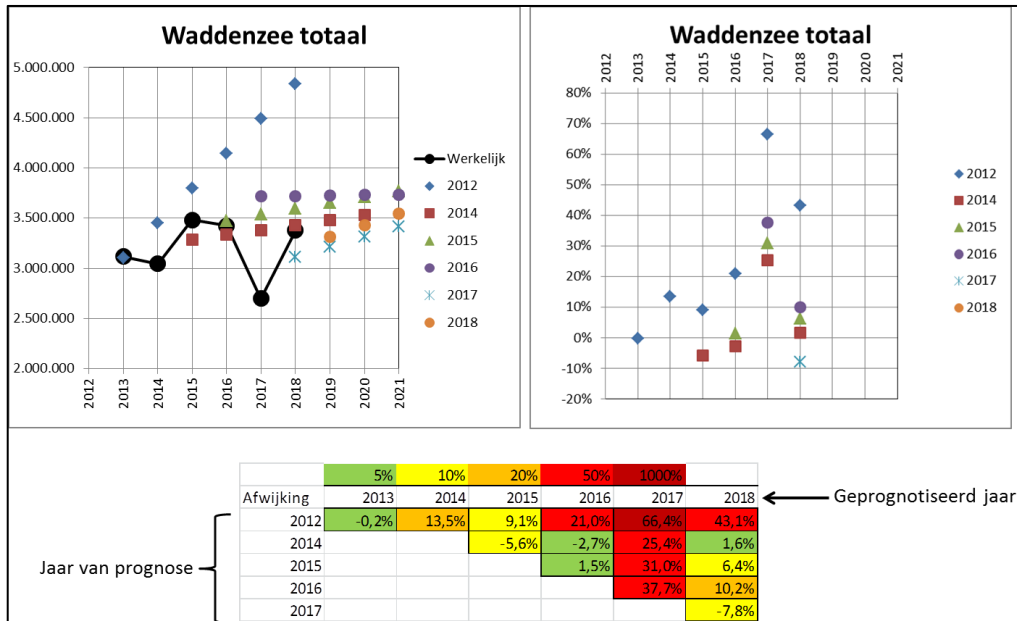 Waddenzee totaal
5.000.000
4.500.000
4.000.000
3.500.000
3.000.000
2.500.000
2.000.000
2012 2013 2014 2015 2016 2017 2018 2019 2020 2021
Werkelijk
2012
2014
2015
2016
2017
2018
Waddenzee totaal
2012 2013 2014 2015 2016 2017 2018 2019 2020 2021
80%
70%
60%
50%
40%
30%
20%
10%
0%
-10%
-20%
2012
2014
2015
2016
2017
2018
5% 10% 20% 50% 1000%
Afwijking 2013 2014 2015 2016 2017 2018
Geprognotiseerd jaar
2012 -0,2% 13,5% 9,1% 21,0% 66,4% 43,1%
2014 -5,6% -2,7% 25,4% 1,6%
2015 1,5% 31,0% 6,4%
2016 37,7% 10,2%
2017 -7,8%
Jaar van prognose